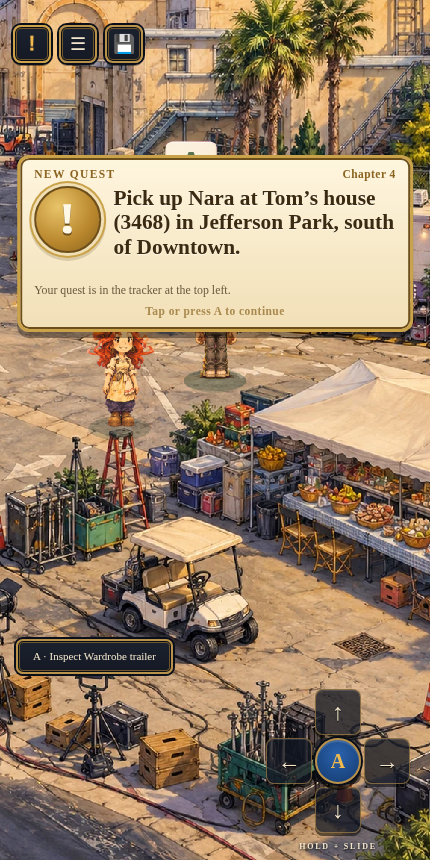 NEW QUEST
Chapter 4
Pick up Nara at Tom’s house
(3468) in Jefferson Park, south
of Downtown.
Your quest is in the tracker at the top left.
Tap or press A to continue
A · Inspect Wardrobe trailer
↑
← A →
↓
HOLD + SLIDE